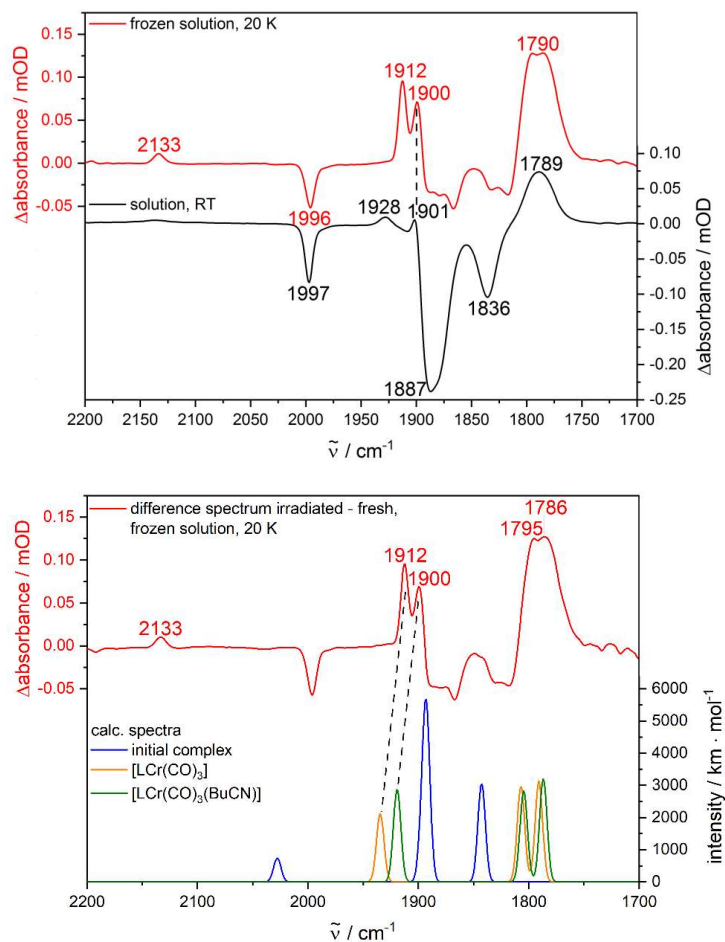 frozen solution, 20 K
0.15
0.10
0.05
0.00
-0.05
Δabsorbance / mOD
2133
1996
1912
1900
1790
solution, RT
1997
1928
1901
1887
1836
1789
0.10
0.05
0.00
-0.05
-0.10
-0.15
-0.20
-0.25
Δabsorbance / mOD
2200 2150 2100 2050 2000 1950 1900 1850 1800 1750 1700
ν̃ / cm⁻¹
difference spectrum irradiated - fresh,
frozen solution, 20 K
0.15
0.10
0.05
0.00
-0.05
Δabsorbance / mOD
2133
1912
1900
1795
1786
calc. spectra
initial complex
[LCr(CO)₃]
[LCr(CO)₃(BuCN)]
6000
5000
4000
3000
2000
1000
0
intensity / km · mol⁻¹
2200 2150 2100 2050 2000 1950 1900 1850 1800 1750 1700
ν̃ / cm⁻¹